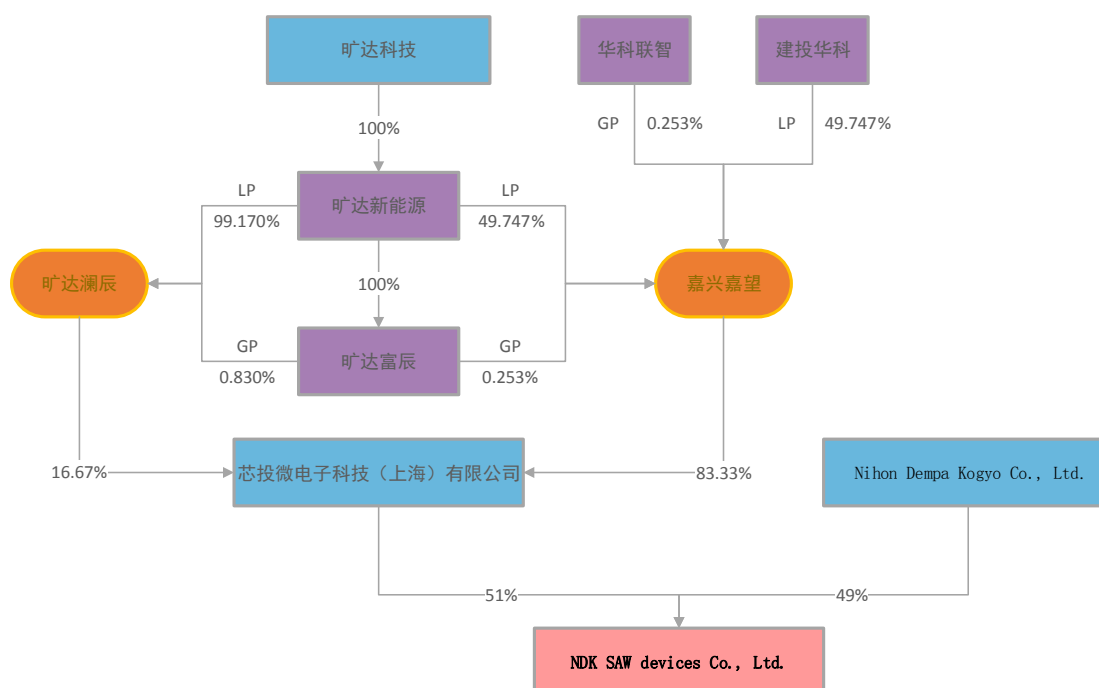 旷达科技
华科联智
建投华科
100%
GP
0.253%
LP
49.747%
LP
99.170%
旷达新能源
LP
49.747%
旷达澜辰
100%
嘉兴嘉望
GP
0.830%
旷达富辰
GP
0.253%
16.67%
芯投微电子科技（上海）有限公司
83.33%
Nihon Dempa Kogyo Co., Ltd.
51%
49%
NDK SAW devices Co., Ltd.